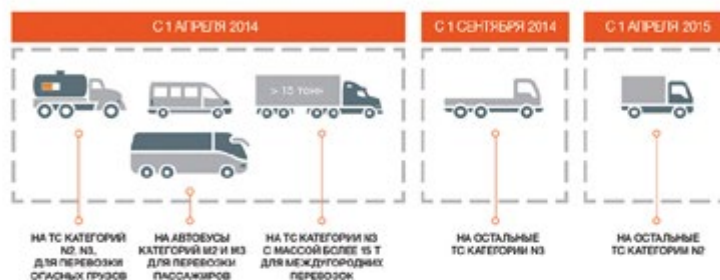 С 1 АПРЕЛЯ 2014
С 1 СЕНТЯБРЯ 2014
С 1 АПРЕЛЯ 2015
> 15 тонн
НА ТС КАТЕГОРИЙ
N2, N3,
ДЛЯ ПЕРЕВОЗКИ
ОПАСНЫХ ГРУЗОВ
НА АВТОБУСЫ
КАТЕГОРИЙ М2 И М3
ДЛЯ ПЕРЕВОЗКИ
ПАССАЖИРОВ
НА ТС КАТЕГОРИИ N3
С МАССОЙ БОЛЕЕ 15 Т
ДЛЯ МЕЖДУГОРОДНИХ
ПЕРЕВОЗОК
НА ОСТАЛЬНЫЕ
ТС КАТЕГОРИИ N3
НА ОСТАЛЬНЫЕ
ТС КАТЕГОРИИ N2